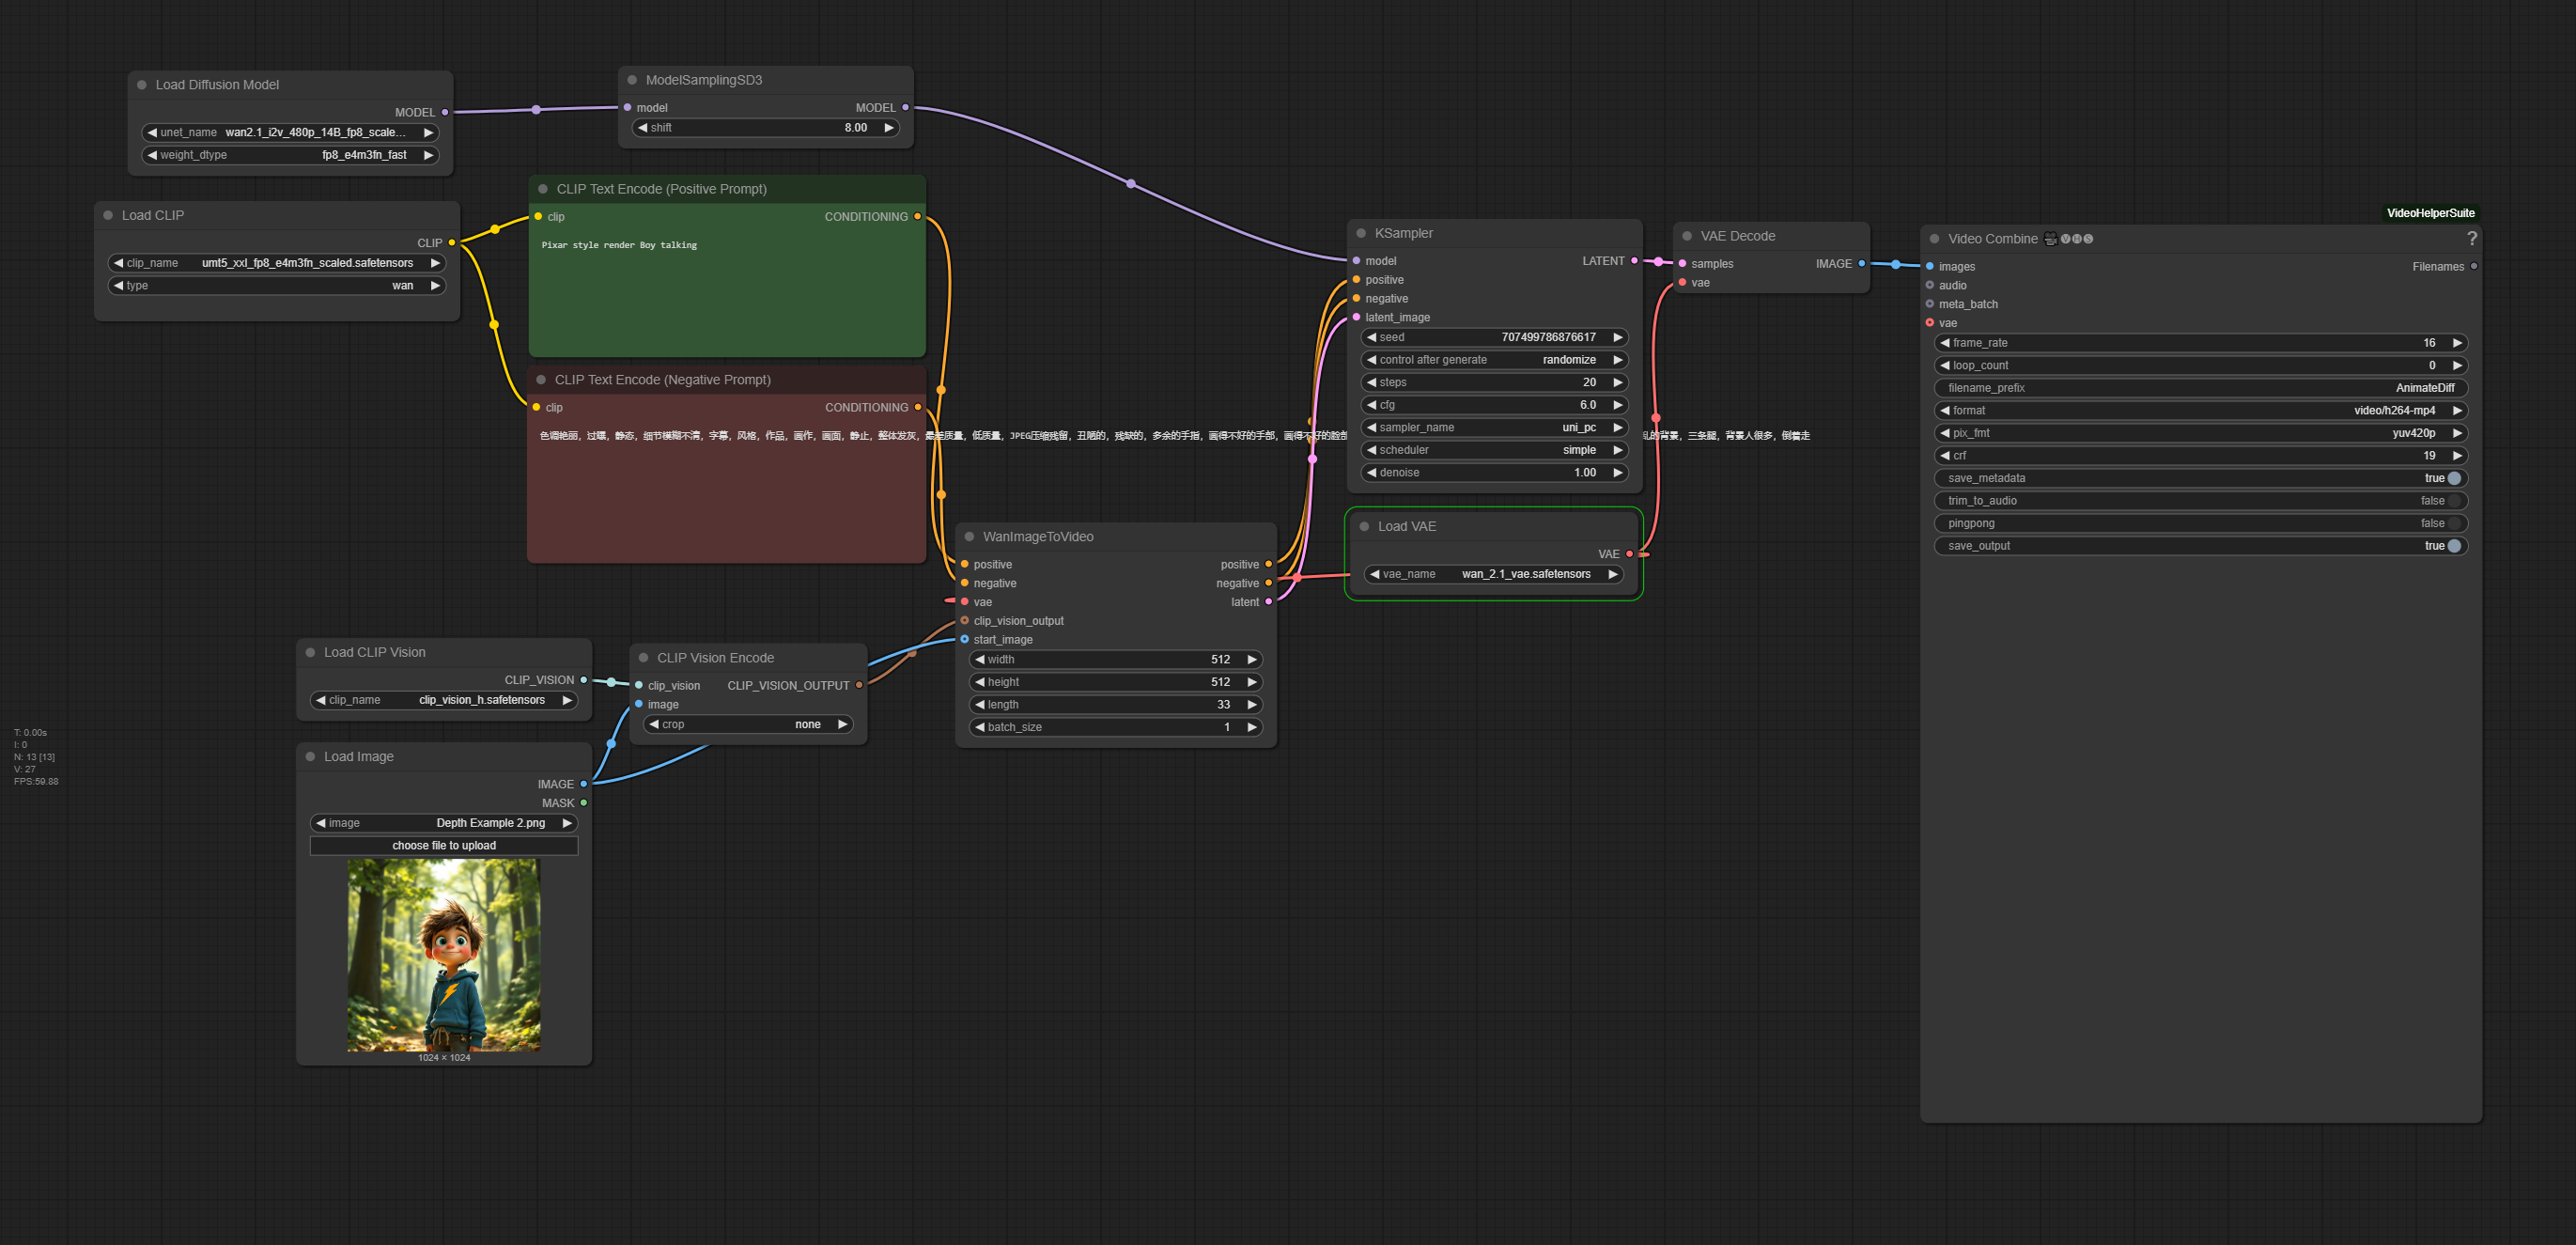 Load Diffusion Model
MODEL
unet_name wan2.1_i2v_480p_14B_fp8_scale...
weight_dtype fp8_e4m3fn_fast
ModelSamplingSD3
model MODEL
shift 8.00
Load CLIP
CLIP
clip_name umt5_xxl_fp8_e4m3fn_scaled.safetensors
type wan
CLIP Text Encode (Positive Prompt)
clip CONDITIONING
Pixar style render Boy talking
CLIP Text Encode (Negative Prompt)
clip CONDITIONING
色调艳丽，过曝，静态，细节模糊不清，字幕，风格，作品，画作，画面，静止，整体发灰，最差质量，低质量，JPEG压缩残留，丑陋的，残缺的，多余的手指，画得不好的手部，画得不好的脸部 乱的背景，三条腿，背景人很多，倒着走
WanImageToVideo
positive positive
negative negative
vae latent
clip_vision_output
start_image
width 512
height 512
length 33
batch_size 1
Load CLIP Vision
CLIP_VISION
clip_name clip_vision_h.safetensors
CLIP Vision Encode
clip_vision CLIP_VISION_OUTPUT
image
crop none
Load Image
IMAGE
MASK
image Depth Example 2.png
choose file to upload
1024 × 1024
T: 0.00s
I: 0
N: 13 [13]
V: 27
FPS:59.88
KSampler
model LATENT
positive
negative
latent_image
seed 707499786876617
control after generate randomize
steps 20
cfg 6.0
sampler_name uni_pc
scheduler simple
denoise 1.00
Load VAE
VAE
vae_name wan_2.1_vae.safetensors
VAE Decode
samples IMAGE
vae
VideoHelperSuite
Video Combine 🎥🅥🅗🅢 ?
images Filenames
audio
meta_batch
vae
frame_rate 16
loop_count 0
filename_prefix AnimateDiff
format video/h264-mp4
pix_fmt yuv420p
crf 19
save_metadata true
trim_to_audio false
pingpong false
save_output true